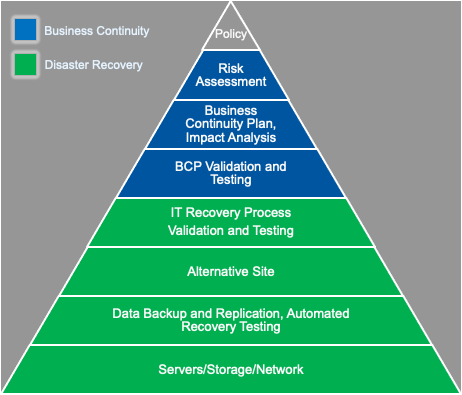 Business Continuity
Disaster Recovery
Policy
Risk
Assessment
Business
Continuity Plan,
Impact Analysis
BCP Validation and
Testing
IT Recovery Process
Validation and Testing
Alternative Site
Data Backup and Replication, Automated
Recovery Testing
Servers/Storage/Network